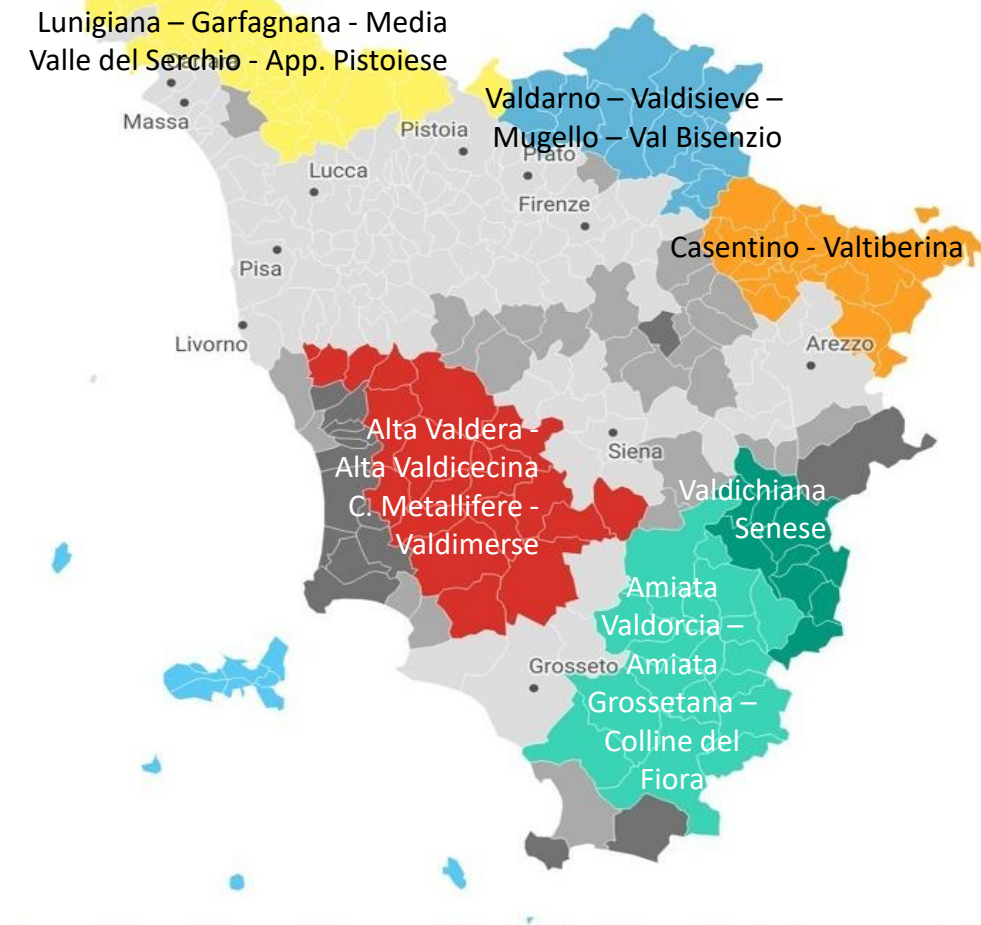 Lunigiana – Garfagnana - Media
Valle del Serchio - App. Pistoiese
Carrara
Massa
Pistoia
Lucca
Valdarno – Valdisieve –
Mugello – Val Bisenzio
Prato
Firenze
Casentino - Valtiberina
Pisa
Livorno
Arezzo
Alta Valdera -
Alta Valdicecina
C. Metallifere -
Valdimerse
Siena
Valdichiana
Senese
Amiata
Valdorcia –
Amiata
Grossetana –
Colline del
Fiora
Grosseto